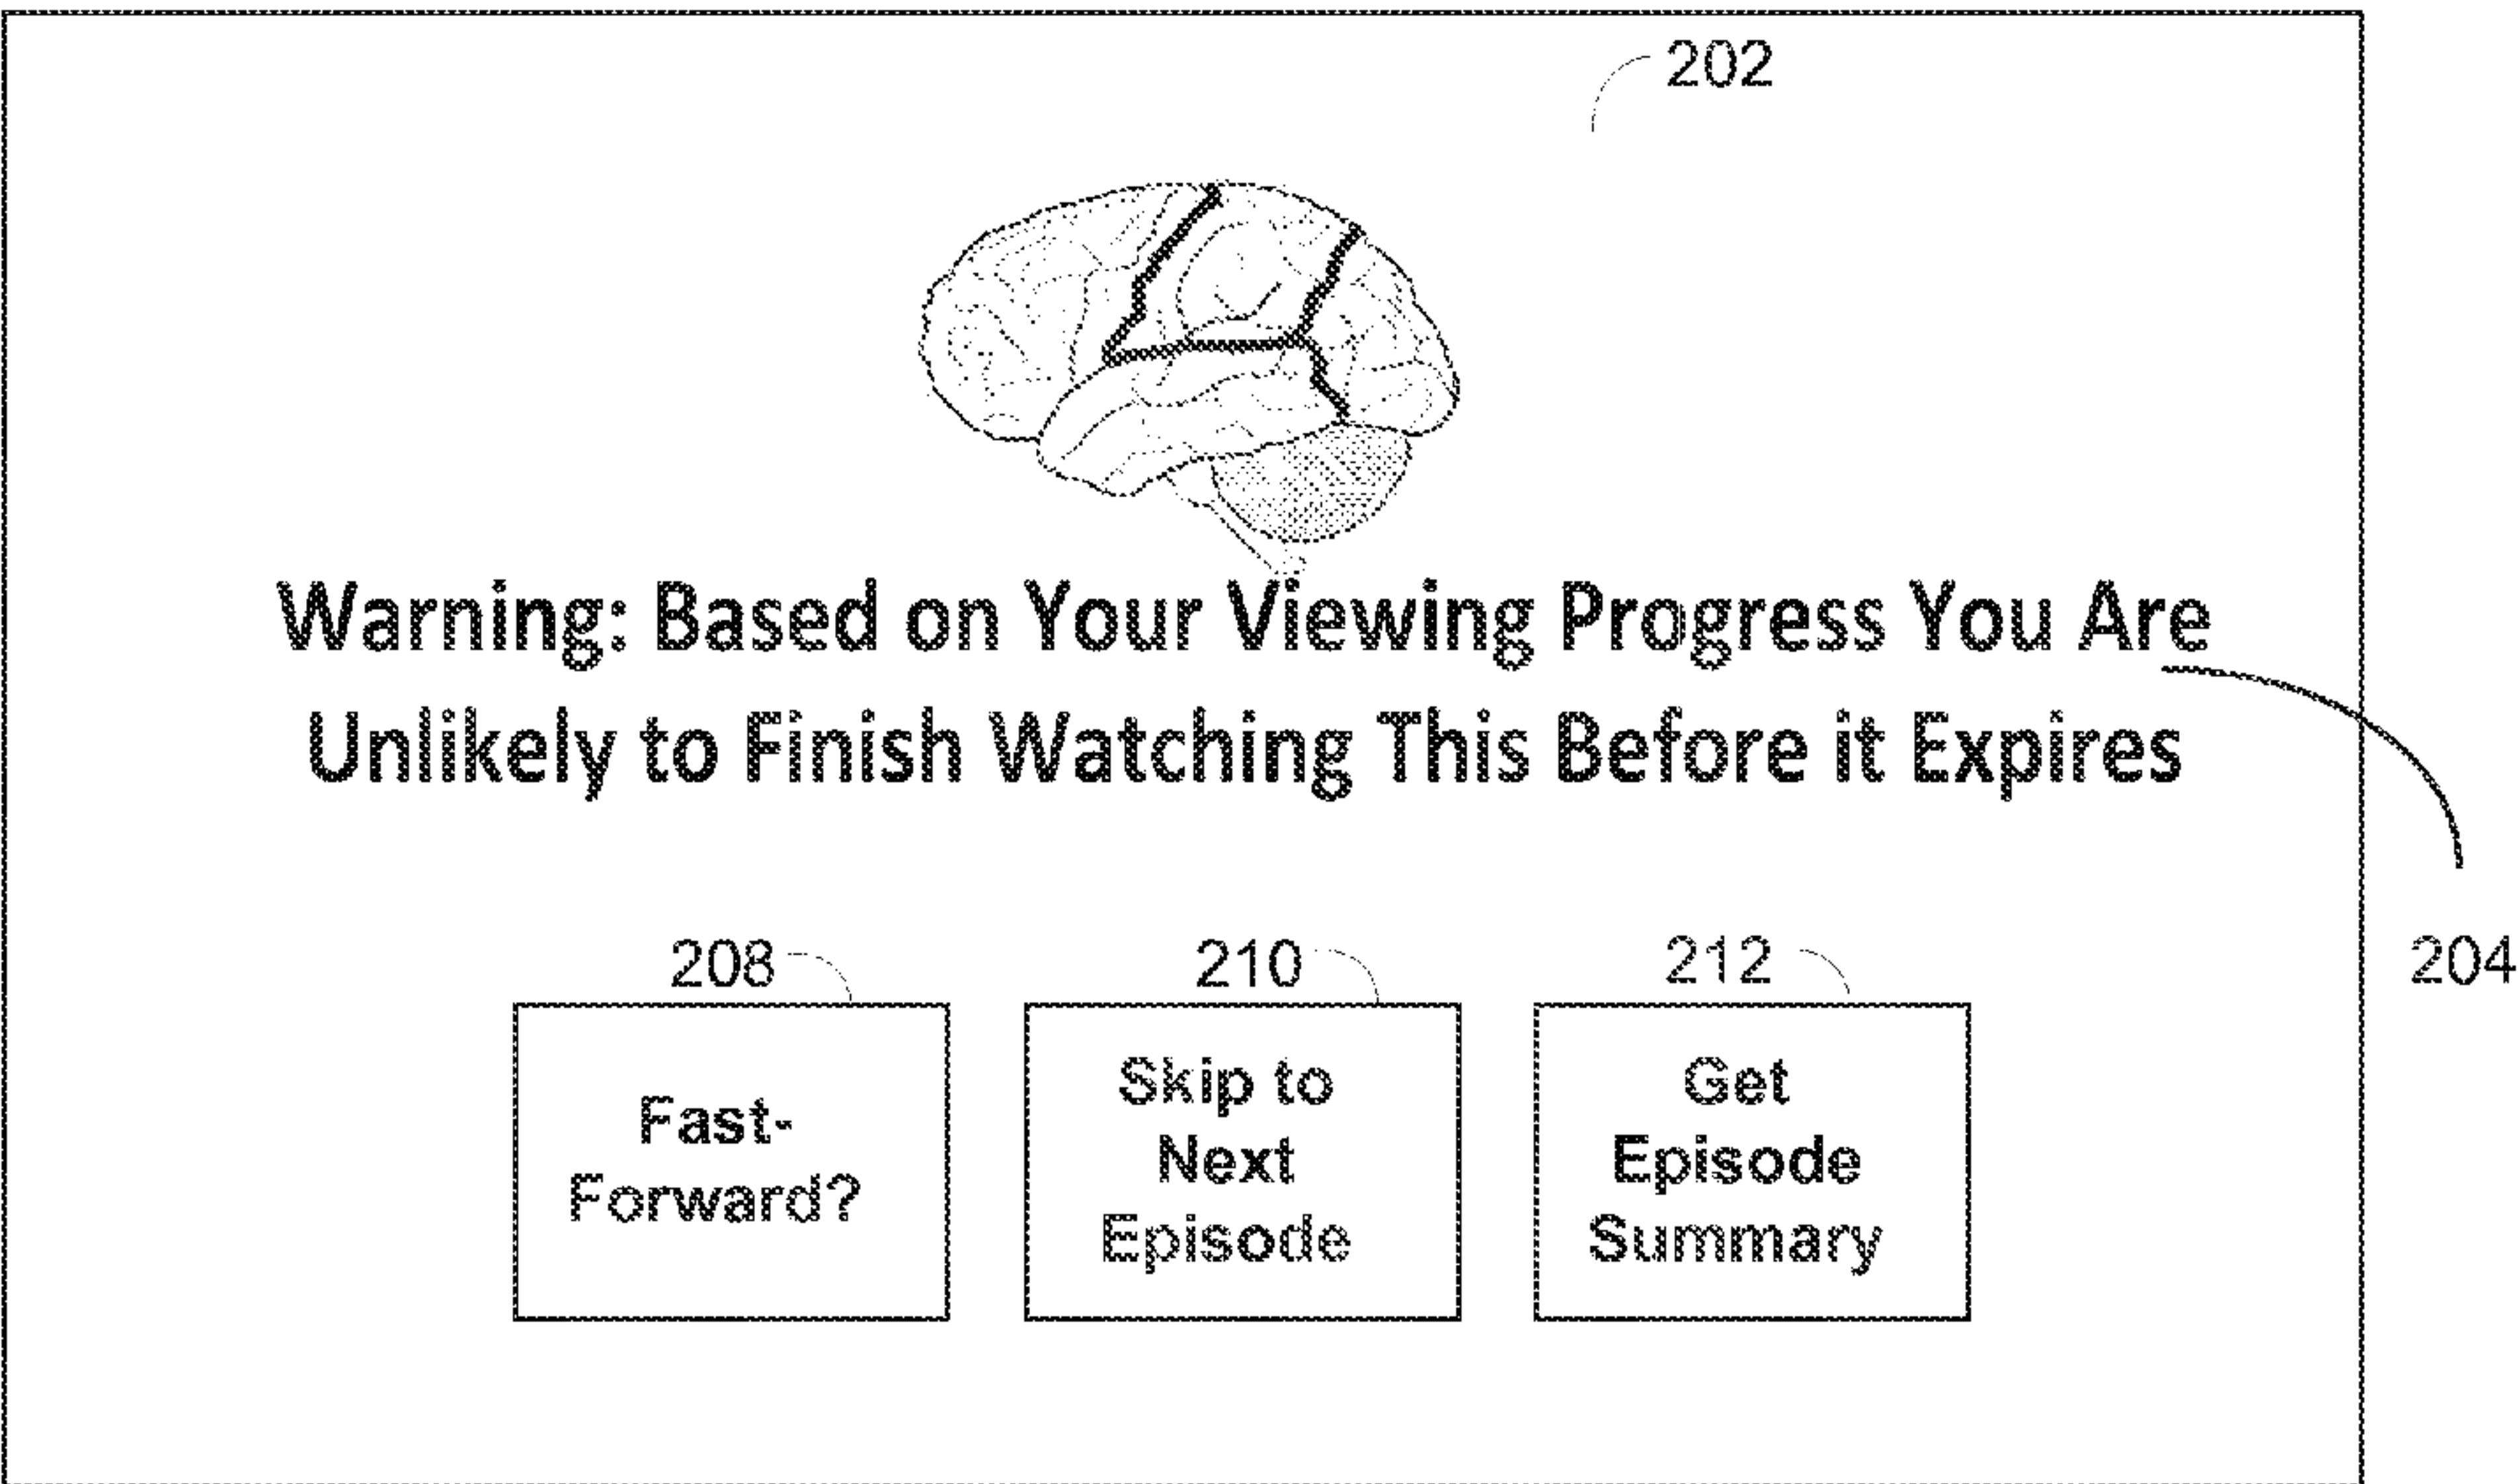 202
Warning: Based on Your Viewing Progress You Are
Unlikely to Finish Watching This Before it Expires
204
208
Fast-
Forward?
210
Skip to
Next
Episode
212
Get
Episode
Summary